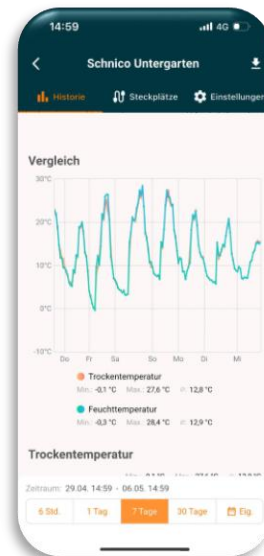 14:59
4G
Schnico Untergarten
Historie Steckplätze Einstellungen
Vergleich
30°C
20°C
10°C
0°C
-10°C
Do Fr Sa So Mo Di Mi
Trockentemperatur
Min.: -0,1 °C Max.: 27,6 °C 12,8 °C
Feuchttemperatur
Min.: -0,3 °C Max.: 28,4 °C 12,9 °C
Trockentemperatur
Zeitraum: 29.04. 14:59 - 06.05. 14:59
6 Std. 1 Tag 7 Tage 30 Tage Eig.